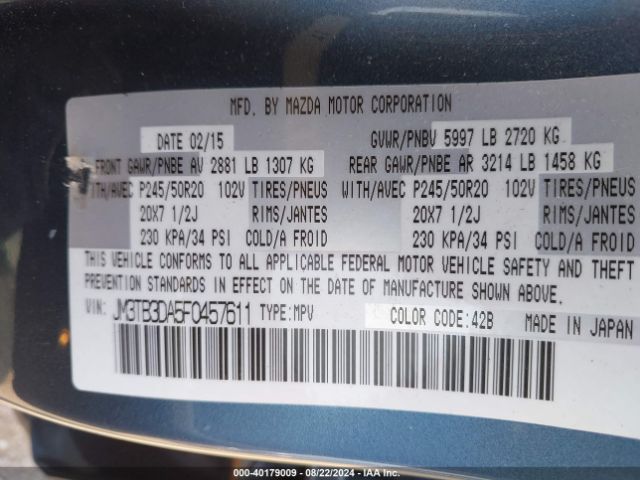 MFD. BY MAZDA MOTOR CORPORATION
DATE 02/15 GVWR/PNBV 5997 LB 2720 KG
FRONT GAWR/PNBE AV 2881 LB 1307 KG REAR GAWR/PNBE AR 3214 LB 1458 KG
WITH/AVEC P245/50R20 102V TIRES/PNEUS WITH/AVEC P245/50R20 102V TIRES/PNEUS
20X7 1/2J RIMS/JANTES 20X7 1/2J RIMS/JANTES
230 KPA/34 PSI COLD/A FROID 230 KPA/34 PSI COLD/A FROID
THIS VEHICLE CONFORMS TO ALL APPLICABLE FEDERAL MOTOR VEHICLE SAFETY AND THEFT
PREVENTION STANDARDS IN EFFECT ON THE DATE OF MANUFACTURE SHOWN ABOVE.
VIN: JM3TB3DA5F0457611 TYPE:MPV COLOR CODE:42B MADE IN JAPAN
000-40179009 - 08/22/2024 - IAA Inc.